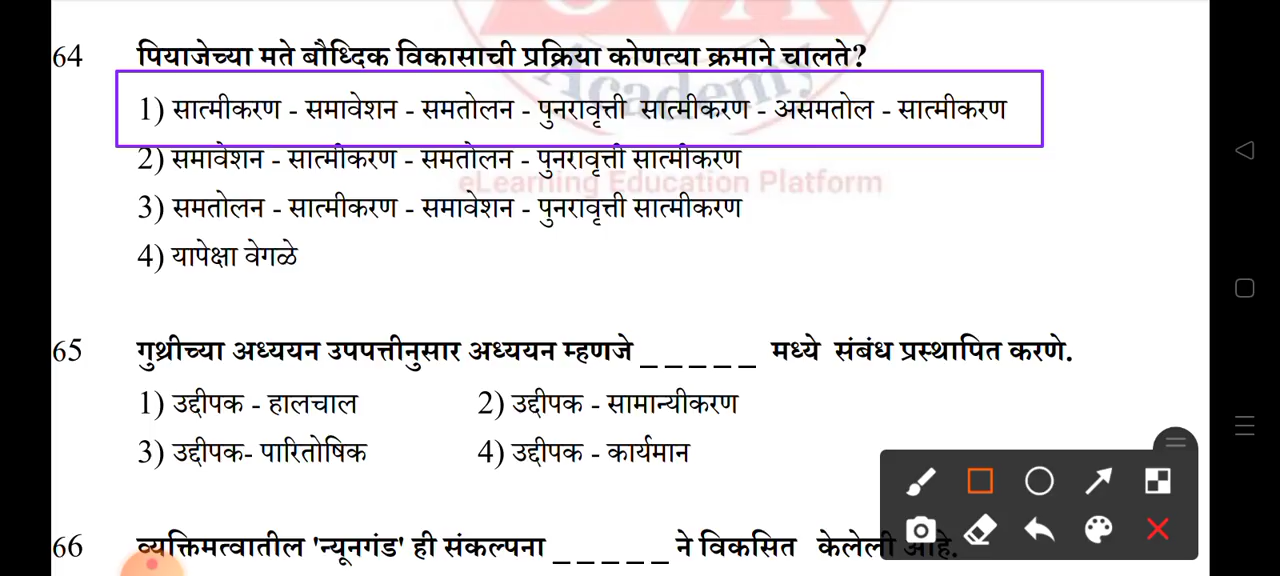 Academy
64 पियाजेच्या मते बौध्दिक विकासाची प्रक्रिया कोणत्या क्रमाने चालते?
1) सात्मीकरण - समावेशन - समतोलन - पुनरावृत्ती सात्मीकरण - असमतोल - सात्मीकरण
2) समावेशन - सात्मीकरण - समतोलन - पुनरावृत्ती सात्मीकरण
eLearning Education Platform
3) समतोलन - सात्मीकरण - समावेशन - पुनरावृत्ती सात्मीकरण
4) यापेक्षा वेगळे
65 गुथ्रीच्या अध्ययन उपपत्तीनुसार अध्ययन म्हणजे _ _ _ _ _ मध्ये संबंध प्रस्थापित करणे.
1) उद्दीपक - हालचाल 2) उद्दीपक - सामान्यीकरण
3) उद्दीपक- पारितोषिक 4) उद्दीपक - कार्यमान
66 व्यक्तिमत्वातील 'न्यूनगंड' ही संकल्पना _ _ _ _ _ ने विकसित केलेली आहे.